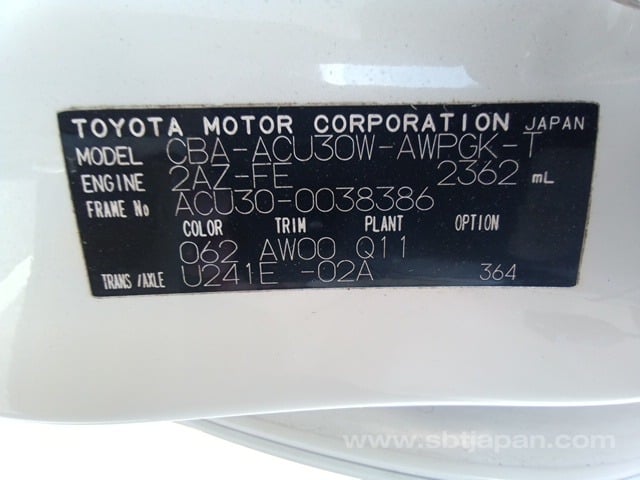 TOYOTA MOTOR CORPORATION JAPAN
MODEL CBA-ACU30W-AWPGK-T
ENGINE 2AZ-FE 2362 mL
FRAME No ACU30-0038386
COLOR TRIM PLANT OPTION
062 AW00 Q11
TRANS/AXLE U241E -02A 364
www.sbtjapan.com